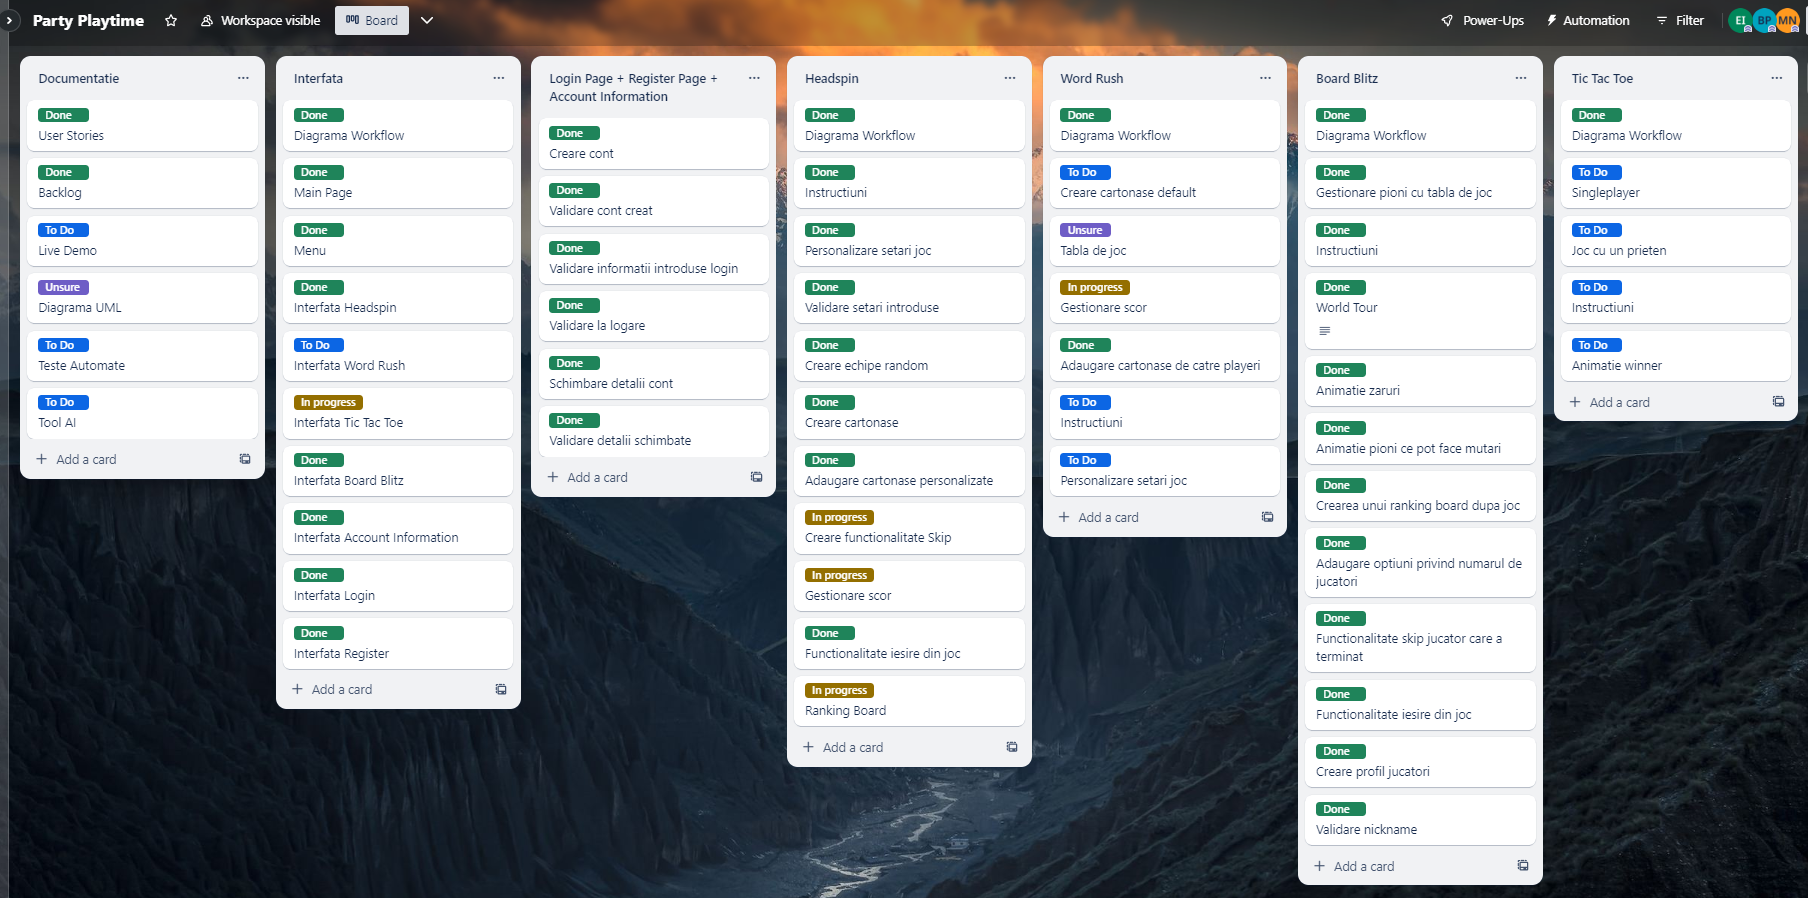 Party Playtime
Workspace visible
Board
Power-Ups
Automation
Filter
EI
BP
MN
Documentatie
Done
User Stories
Done
Backlog
To Do
Live Demo
Unsure
Diagrama UML
To Do
Teste Automate
To Do
Tool AI
Add a card
Interfata
Done
Diagrama Workflow
Done
Main Page
Done
Menu
Done
Interfata Headspin
To Do
Interfata Word Rush
In progress
Interfata Tic Tac Toe
Done
Interfata Board Blitz
Done
Interfata Account Information
Done
Interfata Login
Done
Interfata Register
Add a card
Login Page + Register Page +
Account Information
Done
Creare cont
Done
Validare cont creat
Done
Validare informatii introduse login
Done
Validare la logare
Done
Schimbare detalii cont
Done
Validare detalii schimbate
Add a card
Headspin
Done
Diagrama Workflow
Done
Instructiuni
Done
Personalizare setari joc
Done
Validare setari introduse
Done
Creare echipe random
Done
Creare cartonase
Done
Adaugare cartonase personalizate
In progress
Creare functionalitate Skip
In progress
Gestionare scor
Done
Functionalitate iesire din joc
In progress
Ranking Board
Add a card
Word Rush
Done
Diagrama Workflow
To Do
Creare cartonase default
Unsure
Tabla de joc
In progress
Gestionare scor
Done
Adaugare cartonase de catre playeri
To Do
Instructiuni
To Do
Personalizare setari joc
Add a card
Board Blitz
Done
Diagrama Workflow
Done
Gestionare pioni cu tabla de joc
Done
Instructiuni
Done
World Tour
Done
Animatie zaruri
Done
Animatie pioni ce pot face mutari
Done
Crearea unui ranking board dupa joc
Done
Adaugare optiuni privind numarul de
jucatori
Done
Functionalitate skip jucator care a
terminat
Done
Functionalitate iesire din joc
Done
Creare profil jucatori
Done
Validare nickname
Add a card
Tic Tac Toe
Done
Diagrama Workflow
To Do
Singleplayer
To Do
Joc cu un prieten
To Do
Instructiuni
To Do
Animatie winner
Add a card